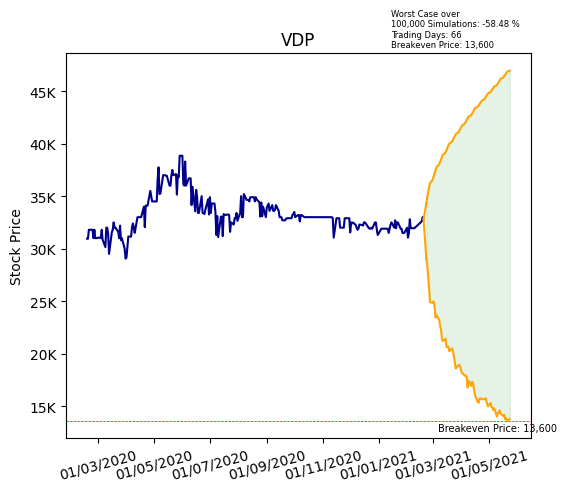 Worst Case over
100,000 Simulations: -58.48 %
Trading Days: 66
Breakeven Price: 13,600
VDP
Stock Price
45K
40K
35K
30K
25K
20K
15K
Breakeven Price: 13,600
01/03/2020
01/05/2020
01/07/2020
01/09/2020
01/11/2020
01/01/2021
01/03/2021
01/05/2021